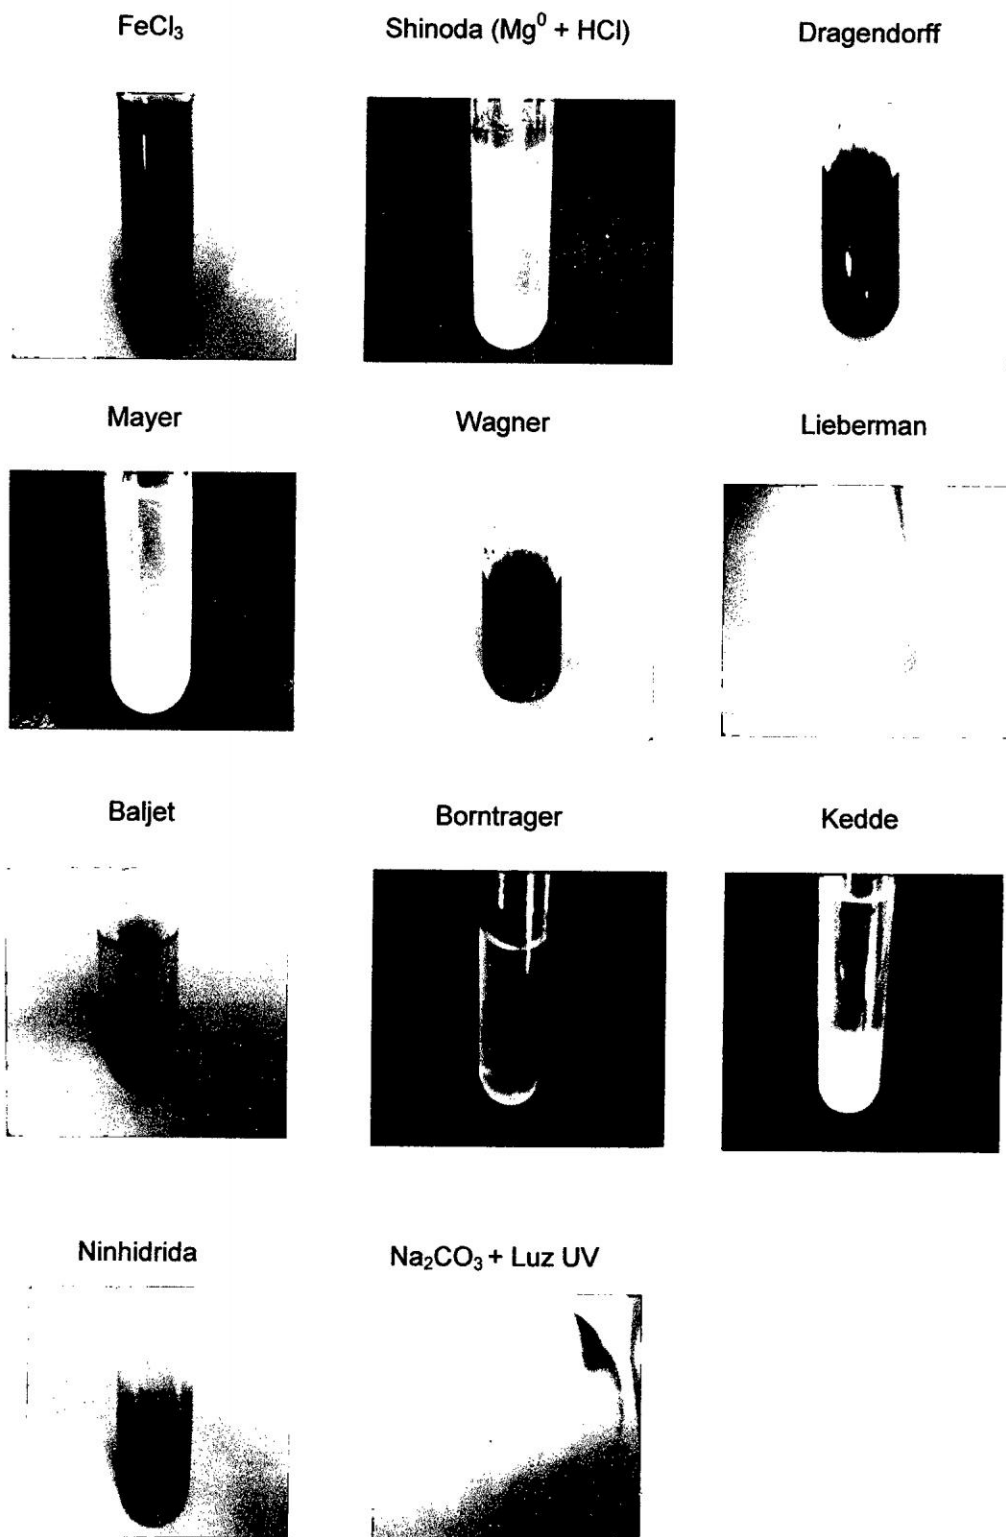 FeCl₃
Shinoda (Mg⁰ + HCl)
Dragendorff
Mayer
Wagner
Lieberman
Baljet
Borntrager
Kedde
Ninhidrida
Na₂CO₃ + Luz UV